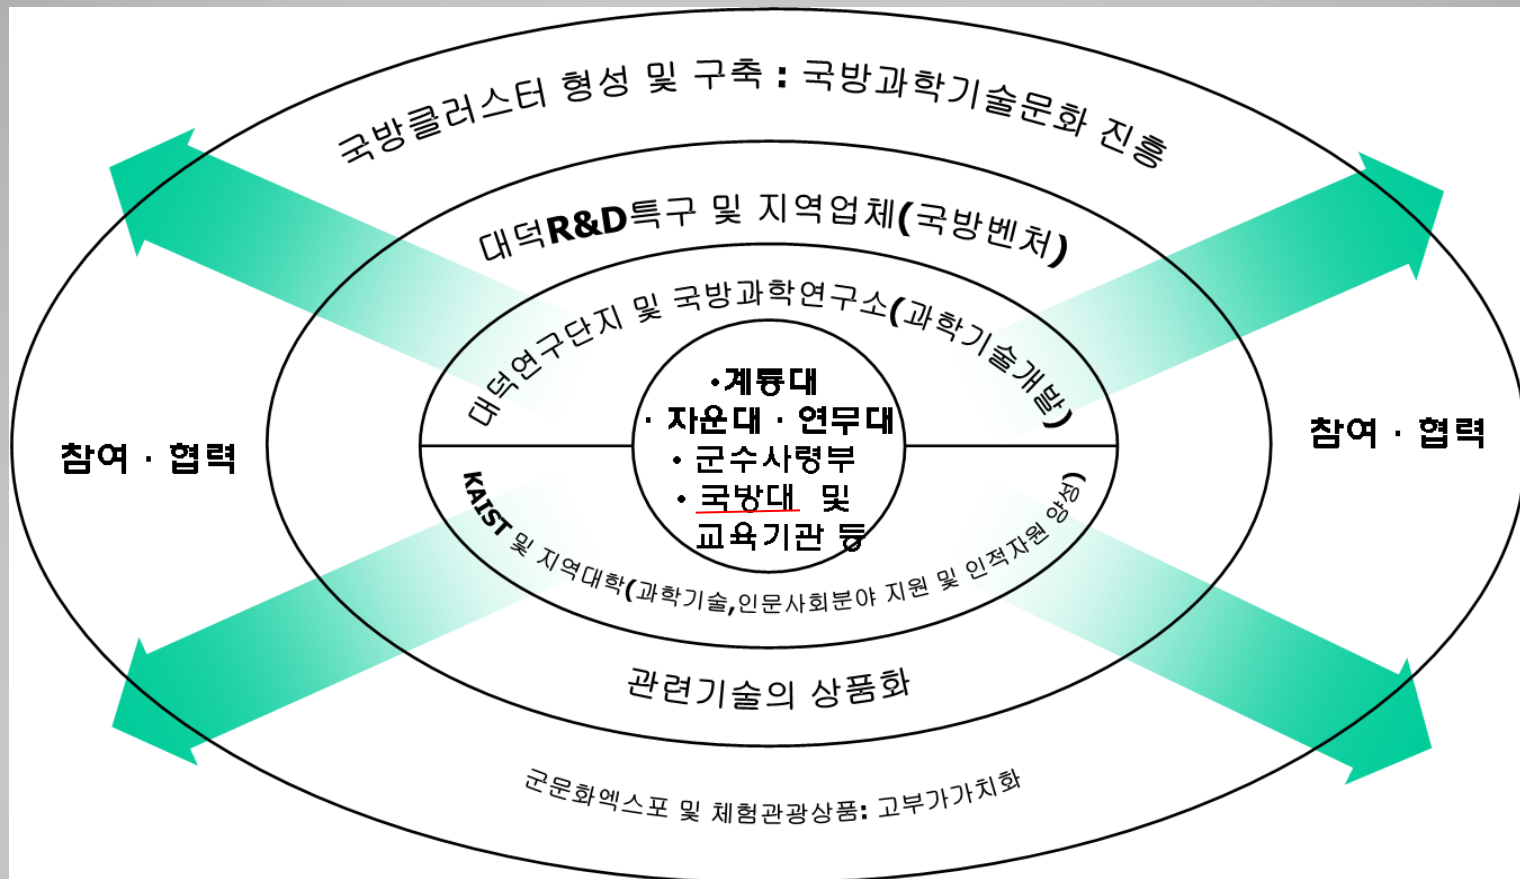 국방클러스터 형성 및 구축 : 국방과학기술문화 진흥
대덕R&D특구 및 지역업체(국방벤처)
대덕연구단지 및 국방과학연구소(과학기술개발)
•계룡대
· 자운대 · 연무대
• 군수사령부
• 국방대 및
교육기관 등
참여 · 협력
참여 · 협력
KAIST 및 지역대학(과학기술,인문사회분야 지원 및 인적자원 양성)
관련기술의 상품화
군문화엑스포 및 체험관광상품: 고부가가치화